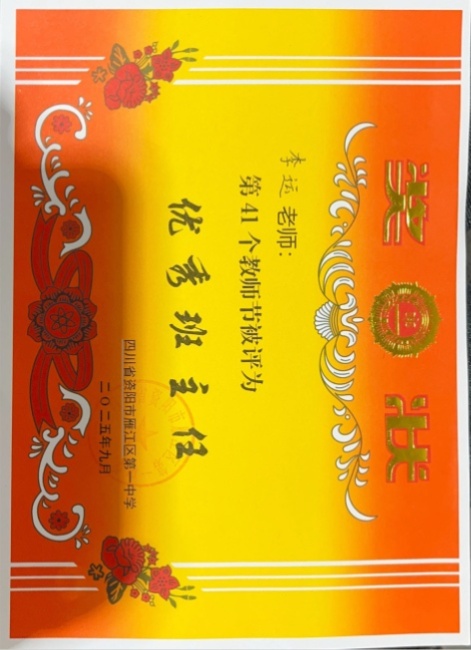 奖状
李运老师：
第41个教师节被评为
优秀班主任
四川省资阳市雁江区第一中学
二〇二五年九月